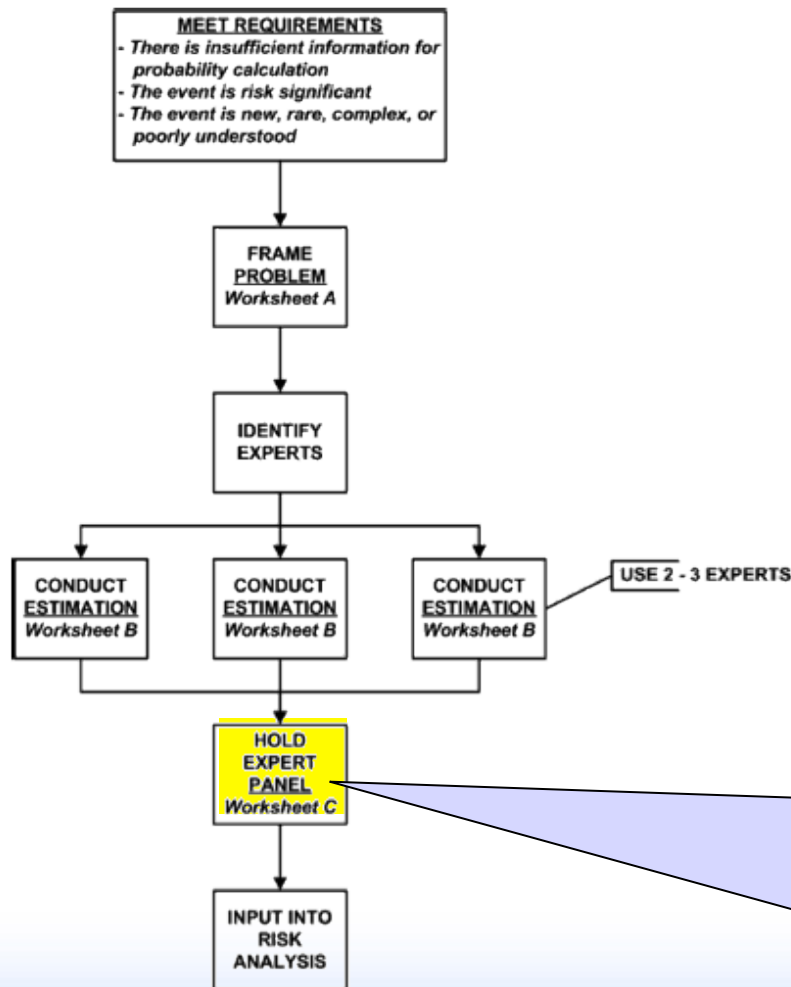 MEET REQUIREMENTS
- There is insufficient information for
probability calculation
- The event is risk significant
- The event is new, rare, complex, or
poorly understood
FRAME
PROBLEM
Worksheet A
IDENTIFY
EXPERTS
CONDUCT
ESTIMATION
Worksheet B
CONDUCT
ESTIMATION
Worksheet B
CONDUCT
ESTIMATION
Worksheet B
USE 2 - 3 EXPERTS
HOLD
EXPERT
PANEL
Worksheet C
INPUT INTO
RISK
ANALYSIS